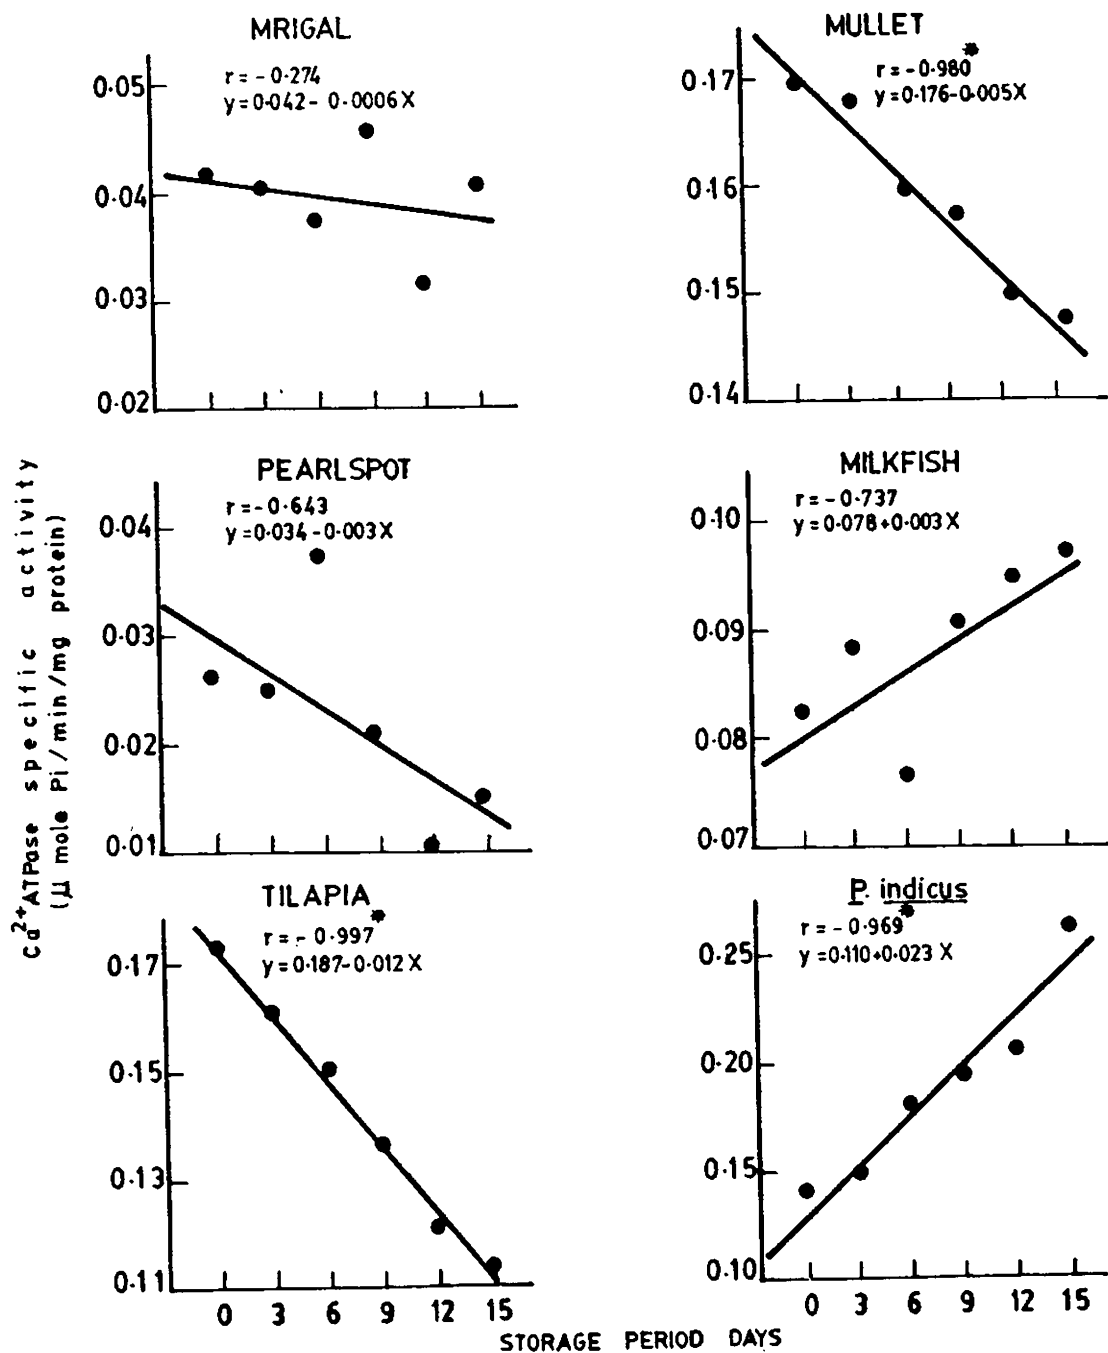 MRIGAL
r = -0.274
y = 0.042 - 0.0006X
0.05
0.04
0.03
0.02
MULLET
r = -0.980*
y = 0.176-0.005X
0.17
0.16
0.15
0.14
PEARLSPOT
r = -0.643
y = 0.034 - 0.003X
0.04
0.03
0.02
0.01
MILKFISH
r = -0.737
y = 0.078+0.003X
0.10
0.09
0.08
0.07
Ca2+ATPase specific activity
(µ mole Pi/min/mg protein)
TILAPIA
r = -0.997*
y = 0.187-0.012X
0.17
0.15
0.13
0.11
0 3 6 9 12 15
P. indicus
r = -0.969*
y = 0.110+0.023X
0.25
0.20
0.15
0.10
0 3 6 9 12 15
STORAGE PERIOD DAYS